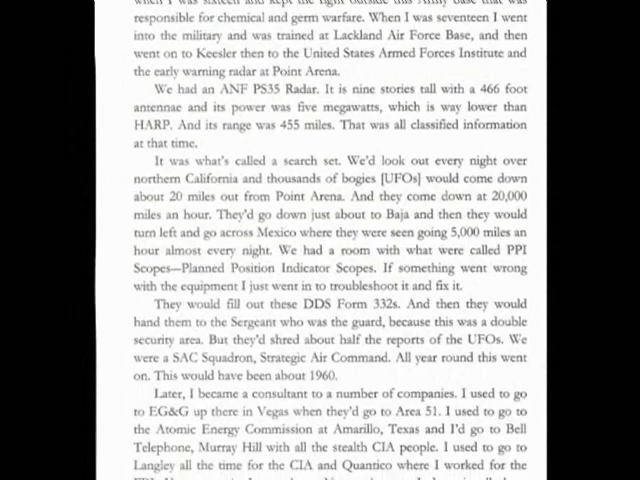 when I was sixteen and kept the light outside this Army base that was
responsible for chemical and germ warfare. When I was seventeen I went
into the military and was trained at Lackland Air Force Base, and then
went on to Keesler then to the United States Armed Forces Institute and
the early warning radar at Point Arena.
We had an ANF PS35 Radar. It is nine stories tall with a 466 foot
antennae and its power was five megawatts, which is way lower than
HARP. And its range was 455 miles. That was all classified information
at that time.
It was what's called a search set. We'd look out every night over
northern California and thousands of bogies [UFOs] would come down
about 20 miles out from Point Arena. And they come down at 20,000
miles an hour. They'd go down just about to Baja and then they would
turn left and go across Mexico where they were seen going 5,000 miles an
hour almost every night. We had a room with what were called PPI
Scopes—Planned Position Indicator Scopes. If something went wrong
with the equipment I just went in to troubleshoot it and fix it.
They would fill out these DDS Form 332s. And then they would
hand them to the Sergeant who was the guard, because this was a double
security area. But they'd shred about half the reports of the UFOs. We
were a SAC Squadron, Strategic Air Command. All year round this went
on. This would have been about 1960.
Later, I became a consultant to a number of companies. I used to go
to EG&G up there in Vegas when they'd go to Area 51. I used to go to
the Atomic Energy Commission at Amarillo, Texas and I'd go to Bell
Telephone, Murray Hill with all the stealth CIA people. I used to go to
Langley all the time for the CIA and Quantico where I worked for the